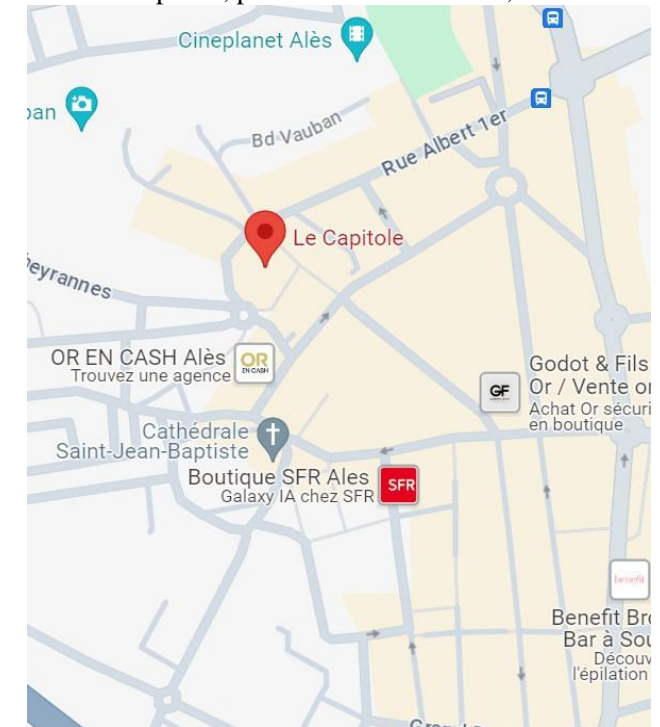 Cineplanet Alès
Bd Vauban
Rue Albert 1er
Le Capitole
eyrannes
OR EN CASH Alès
Trouvez une agence
OR
EN CASH
Godot & Fils
Or / Vente or
Achat Or sécuri
en boutique
GF
Cathédrale
Saint-Jean-Baptiste
Boutique SFR Ales
Galaxy IA chez SFR
SFR
benefit
Benefit Bro
Bar à Sou
Découv
l'épilation